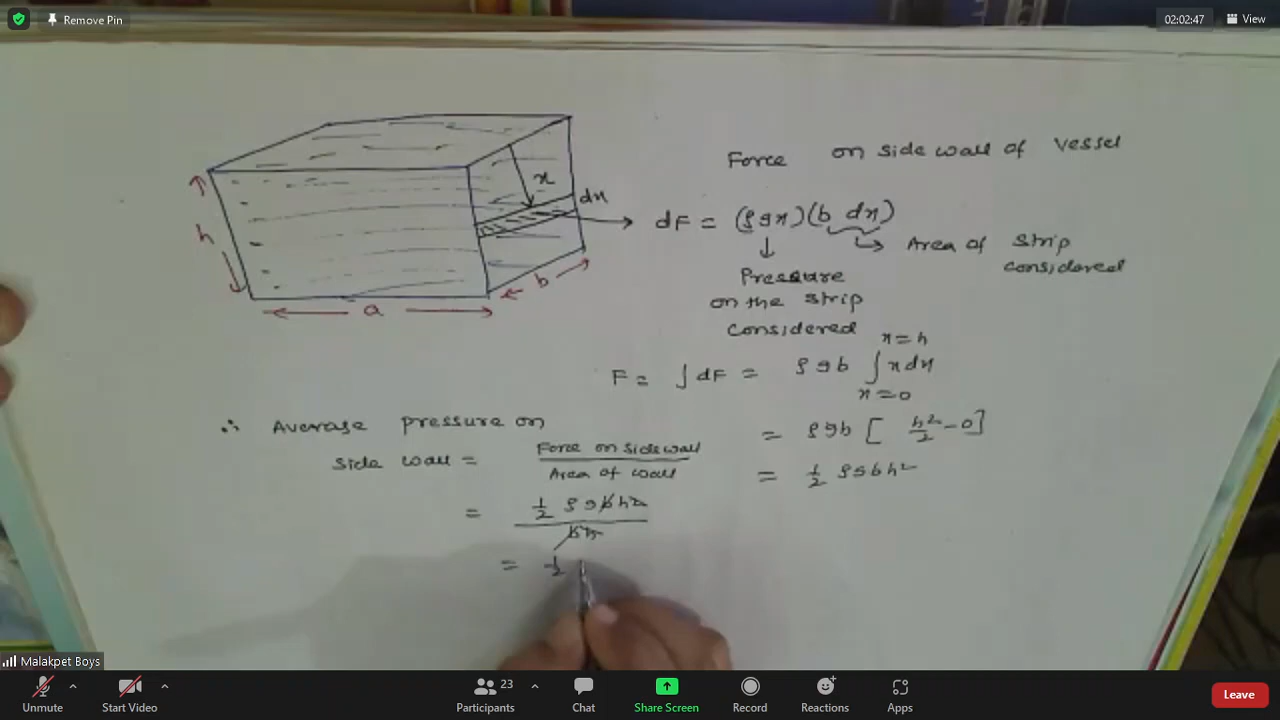 Remove Pin
02:02:47
View
Force on side wall of vessel
x
dx
dF = (ρgx)(b dx)
h
Area of strip
considered
Pressure
on the strip
considered
b
a
x = h
F = ∫ dF = ρgb ∫ x dx
x = 0
∴ Average pressure on
= ρgb [ h²/2 - 0 ]
side wall = Force on sidewall
Area of wall
= 1/2 ρgbh²
= 1/2 ρgbh²
bh
= 1/2
Malakpet Boys
23
Unmute
Start Video
Participants
Chat
Share Screen
Record
Reactions
Apps
Leave